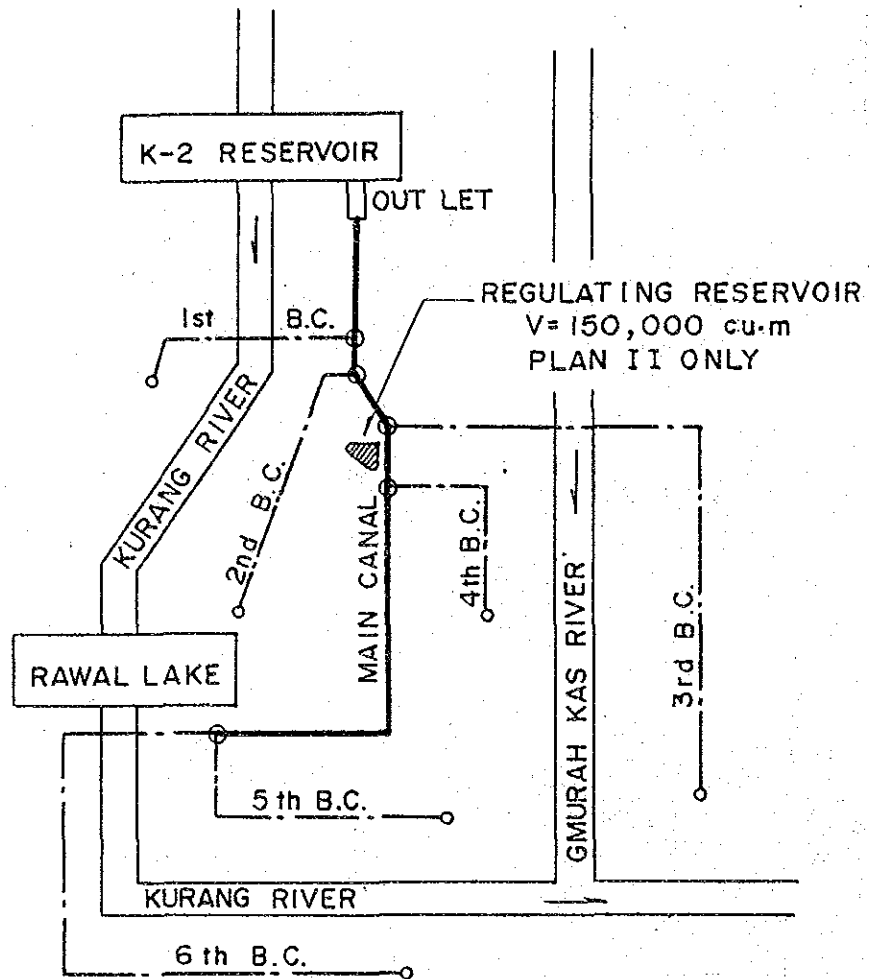 K-2 RESERVOIR
OUT LET
REGULATING RESERVOIR
V=150,000 cu.m
PLAN II ONLY
1st B.C.
KURANG RIVER
2nd B.C.
MAIN CANAL
4th B.C.
GMURAH KAS RIVER
3rd B.C.
RAWAL LAKE
5th B.C.
KURANG RIVER
6th B.C.